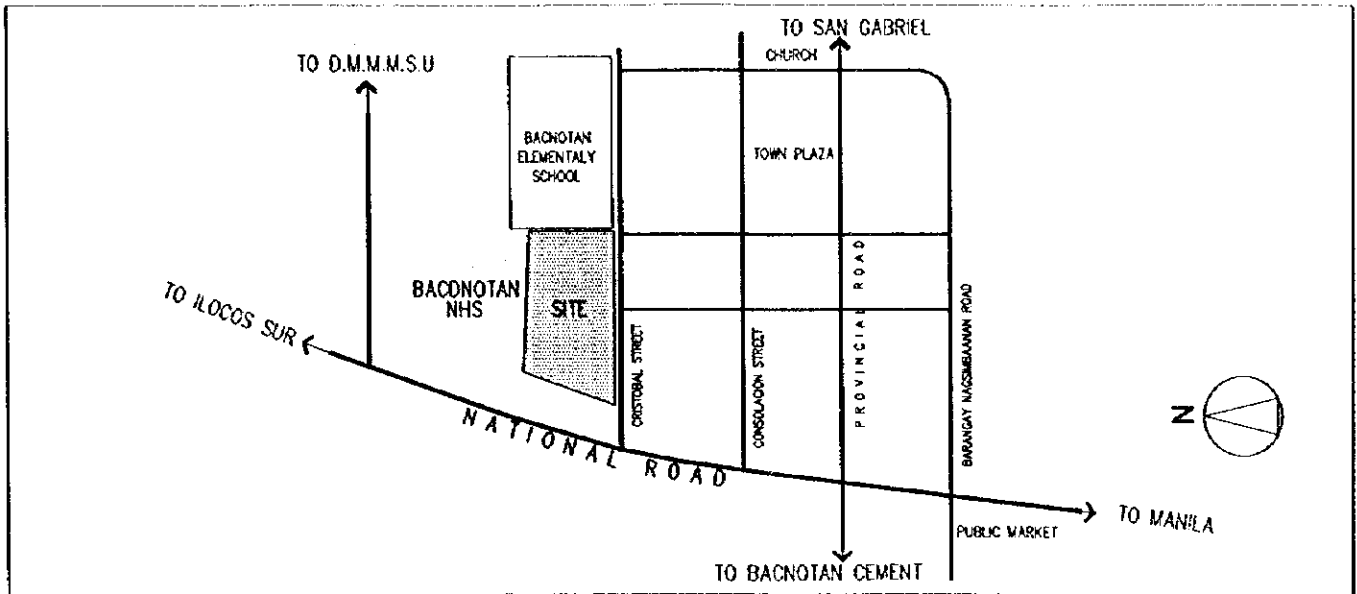 TO SAN GABRIEL
CHURCH
TO D.M.M.M.S.U
BACNOTAN
ELEMENTALY
SCHOOL
TOWN PLAZA
BACDNOTAN
NHS
SITE
TO ILOCOS SUR
CRISTOBAL STREET
CONSOLACION STREET
PROVINCIAL ROAD
BARANGAY NAGSIMBAANAN ROAD
N
NATIONAL ROAD
TO MANILA
PUBLIC MARKET
TO BACNOTAN CEMENT